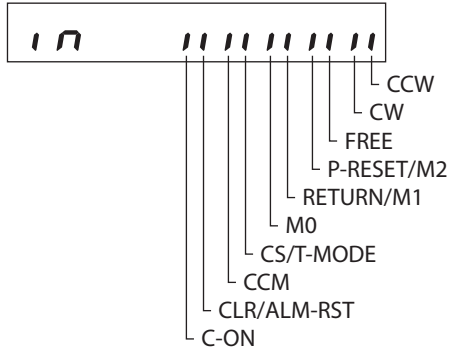 in
CCW
CW
FREE
P-RESET/M2
RETURN/M1
M0
CS/T-MODE
CCM
CLR/ALM-RST
C-ON